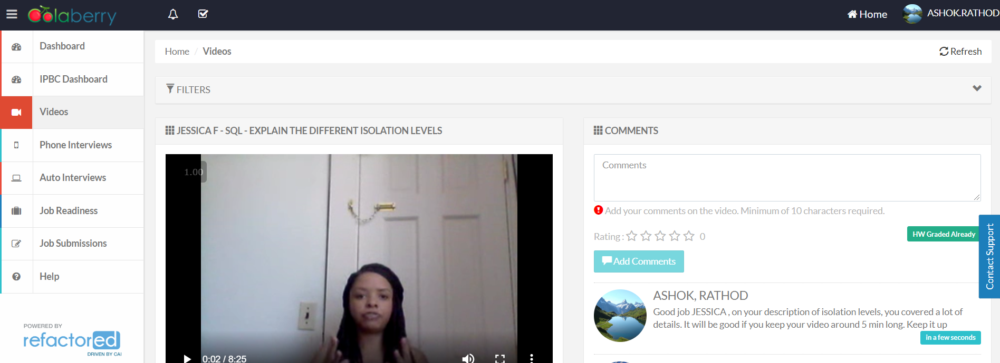 Colaberry
Home
ASHOK.RATHOD
Dashboard
IPBC Dashboard
Videos
Phone Interviews
Auto Interviews
Job Readiness
Job Submissions
Help
POWERED BY
refactored
DRIVEN BY CAI
Home / Videos
Refresh
FILTERS
JESSICA F - SQL - EXPLAIN THE DIFFERENT ISOLATION LEVELS
1.00
0:02 / 8:25
COMMENTS
Comments
Add your comments on the video. Minimum of 10 characters required.
Rating : 0
HW Graded Already
Add Comments
Contact Support
ASHOK, RATHOD
Good job JESSICA , on your description of isolation levels, you covered a lot of
details. It will be good if you keep your video around 5 min long. Keep it up
in a few seconds